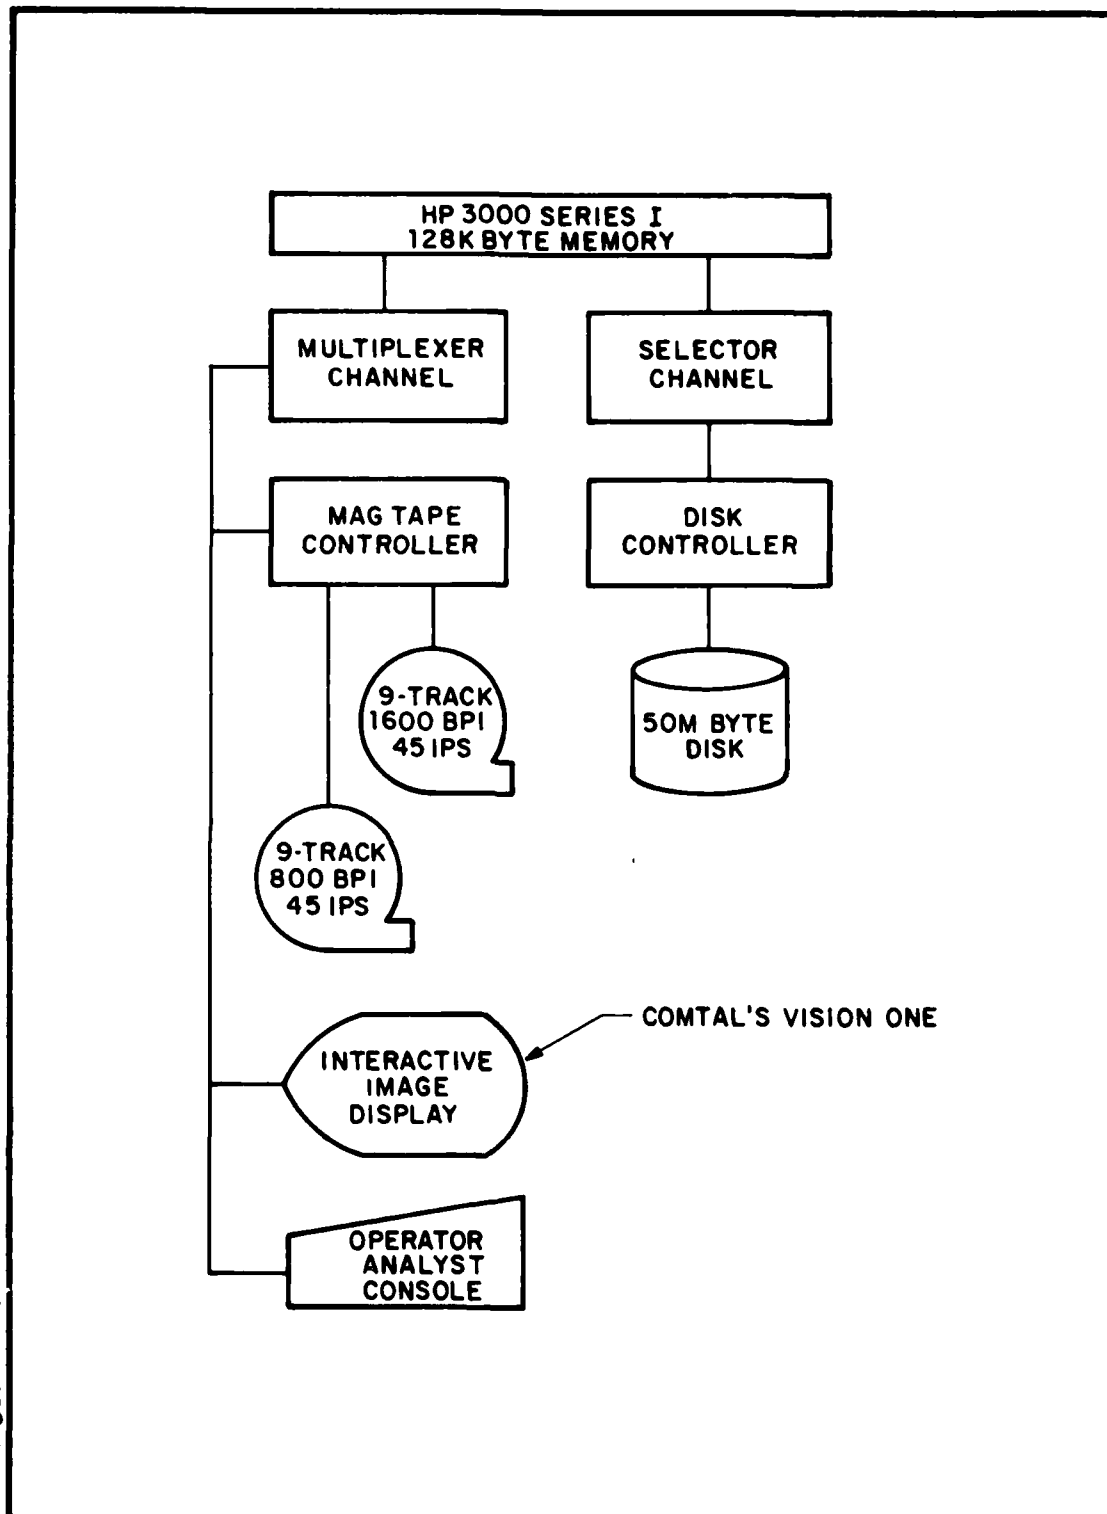 HP 3000 SERIES I
128K BYTE MEMORY
MULTIPLEXER
CHANNEL
SELECTOR
CHANNEL
MAG TAPE
CONTROLLER
DISK
CONTROLLER
9-TRACK
1600 BPI
45 IPS
50M BYTE
DISK
9-TRACK
800 BPI
45 IPS
COMTAL'S VISION ONE
INTERACTIVE
IMAGE
DISPLAY
OPERATOR
ANALYST
CONSOLE